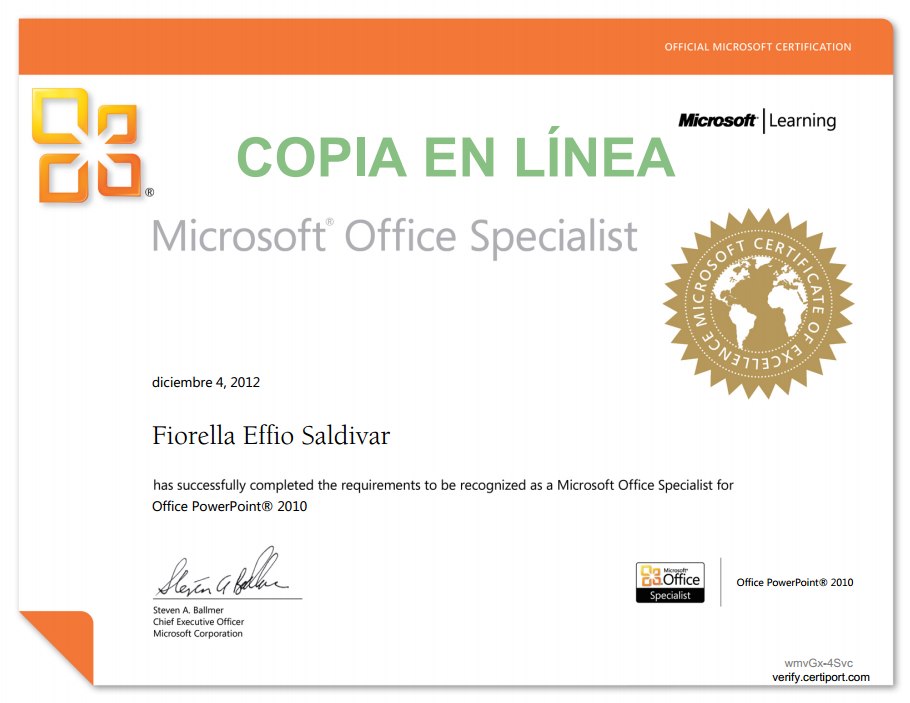 OFFICIAL MICROSOFT CERTIFICATION
Microsoft | Learning
COPIA EN LÍNEA
®
Microsoft® Office Specialist
MICROSOFT CERTIFICATE OF EXCELLENCE
diciembre 4, 2012
Fiorella Effio Saldivar
has successfully completed the requirements to be recognized as a Microsoft Office Specialist for
Office PowerPoint® 2010
Steven A Ballmer
Steven A. Ballmer
Chief Executive Officer
Microsoft Corporation
Microsoft®
Office
Specialist
Office PowerPoint® 2010
wmvGx-4Svc
verify.certiport.com